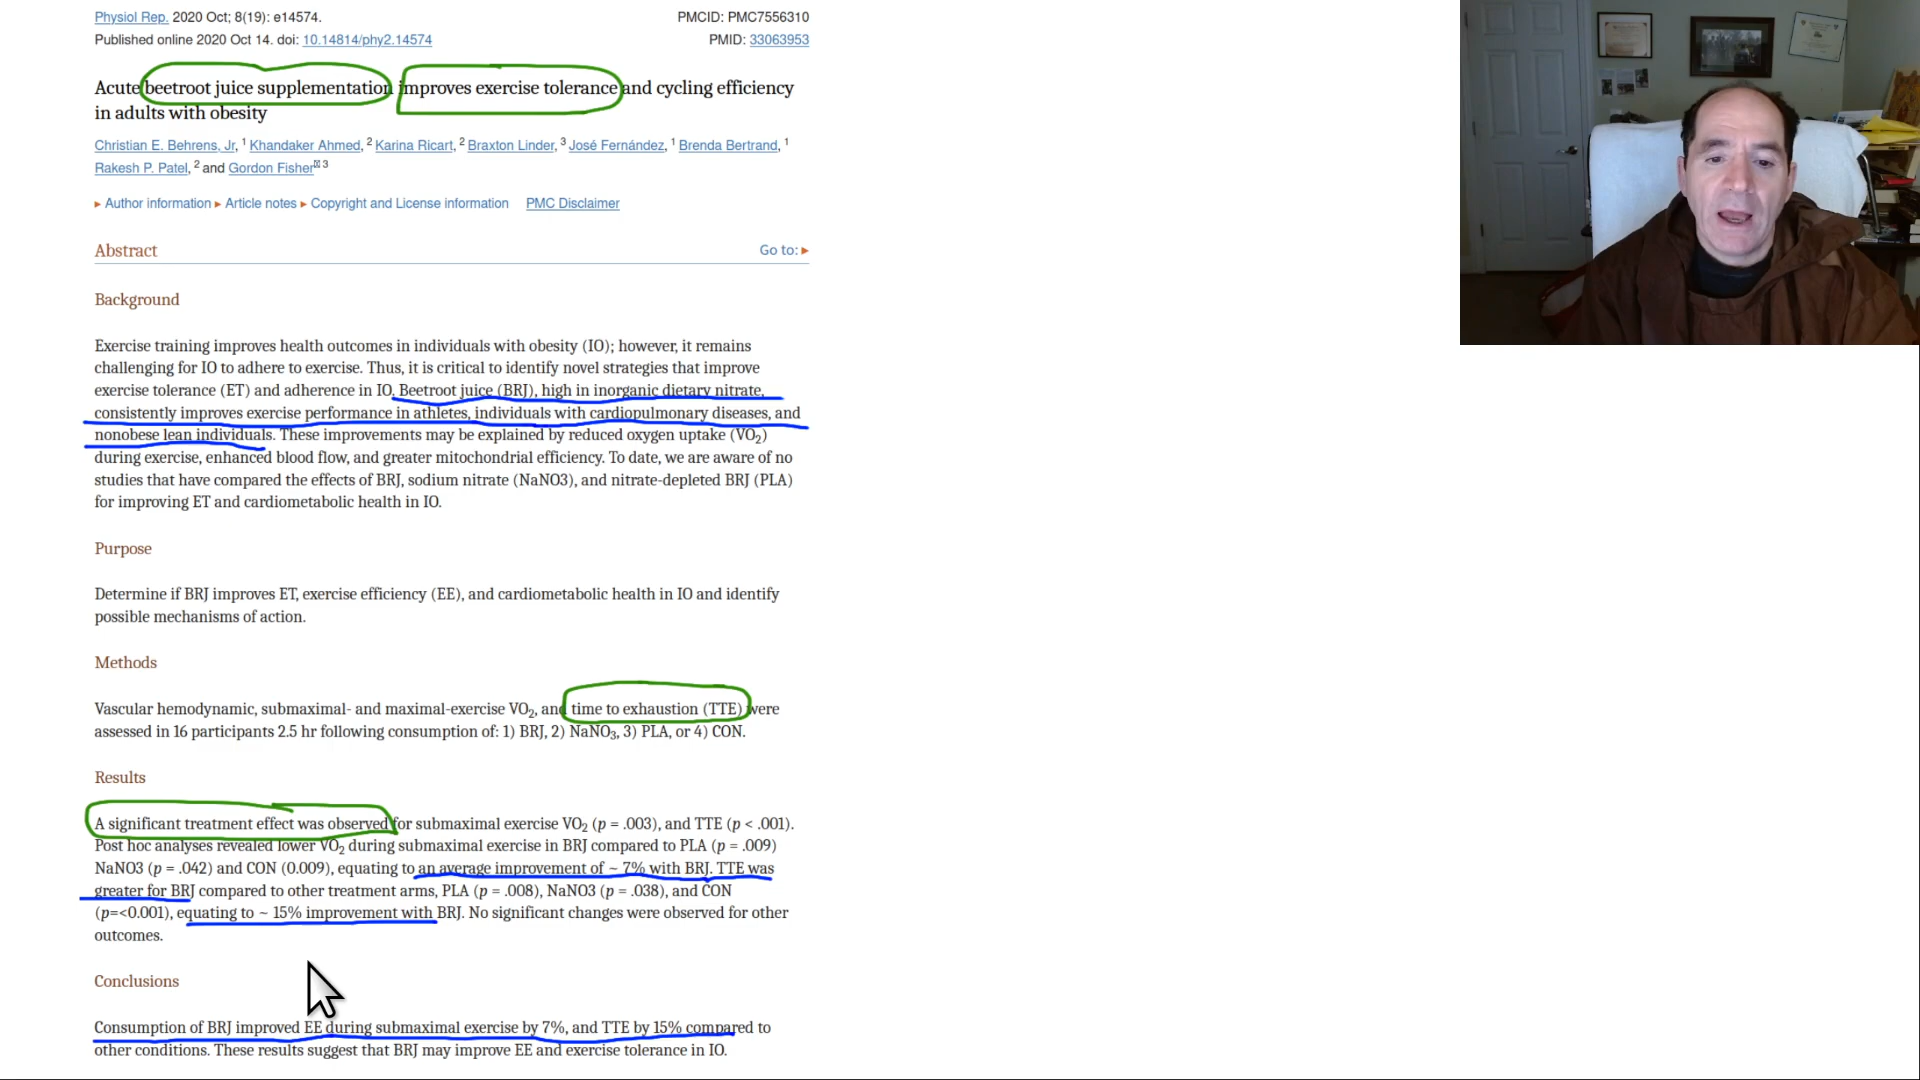 Physiol Rep. 2020 Oct; 8(19): e14574.
PMCID: PMC7556310
Published online 2020 Oct 14. doi: 10.14814/phy2.14574
PMID: 33063953
Acute beetroot juice supplementation improves exercise tolerance and cycling efficiency
in adults with obesity
Christian E. Behrens, Jr, 1 Khandaker Ahmed, 2 Karina Ricart, 2 Braxton Linder, 3 José Fernández, 1 Brenda Bertrand, 1
Rakesh P. Patel, 2 and Gordon Fisher 3
▸ Author information ▸ Article notes ▸ Copyright and License information PMC Disclaimer
Abstract
Go to: ▸
Background
Exercise training improves health outcomes in individuals with obesity (IO); however, it remains
challenging for IO to adhere to exercise. Thus, it is critical to identify novel strategies that improve
exercise tolerance (ET) and adherence in IO. Beetroot juice (BRJ), high in inorganic dietary nitrate,
consistently improves exercise performance in athletes, individuals with cardiopulmonary diseases, and
nonobese lean individuals. These improvements may be explained by reduced oxygen uptake (VO2)
during exercise, enhanced blood flow, and greater mitochondrial efficiency. To date, we are aware of no
studies that have compared the effects of BRJ, sodium nitrate (NaNO3), and nitrate-depleted BRJ (PLA)
for improving ET and cardiometabolic health in IO.
Purpose
Determine if BRJ improves ET, exercise efficiency (EE), and cardiometabolic health in IO and identify
possible mechanisms of action.
Methods
Vascular hemodynamic, submaximal- and maximal-exercise VO2, and time to exhaustion (TTE) were
assessed in 16 participants 2.5 hr following consumption of: 1) BRJ, 2) NaNO3, 3) PLA, or 4) CON.
Results
A significant treatment effect was observed for submaximal exercise VO2 (p = .003), and TTE (p < .001).
Post hoc analyses revealed lower VO2 during submaximal exercise in BRJ compared to PLA (p = .009)
NaNO3 (p = .042) and CON (0.009), equating to an average improvement of ~ 7% with BRJ. TTE was
greater for BRJ compared to other treatment arms, PLA (p = .008), NaNO3 (p = .038), and CON
(p=<0.001), equating to ~ 15% improvement with BRJ. No significant changes were observed for other
outcomes.
Conclusions
Consumption of BRJ improved EE during submaximal exercise by 7%, and TTE by 15% compared to
other conditions. These results suggest that BRJ may improve EE and exercise tolerance in IO.